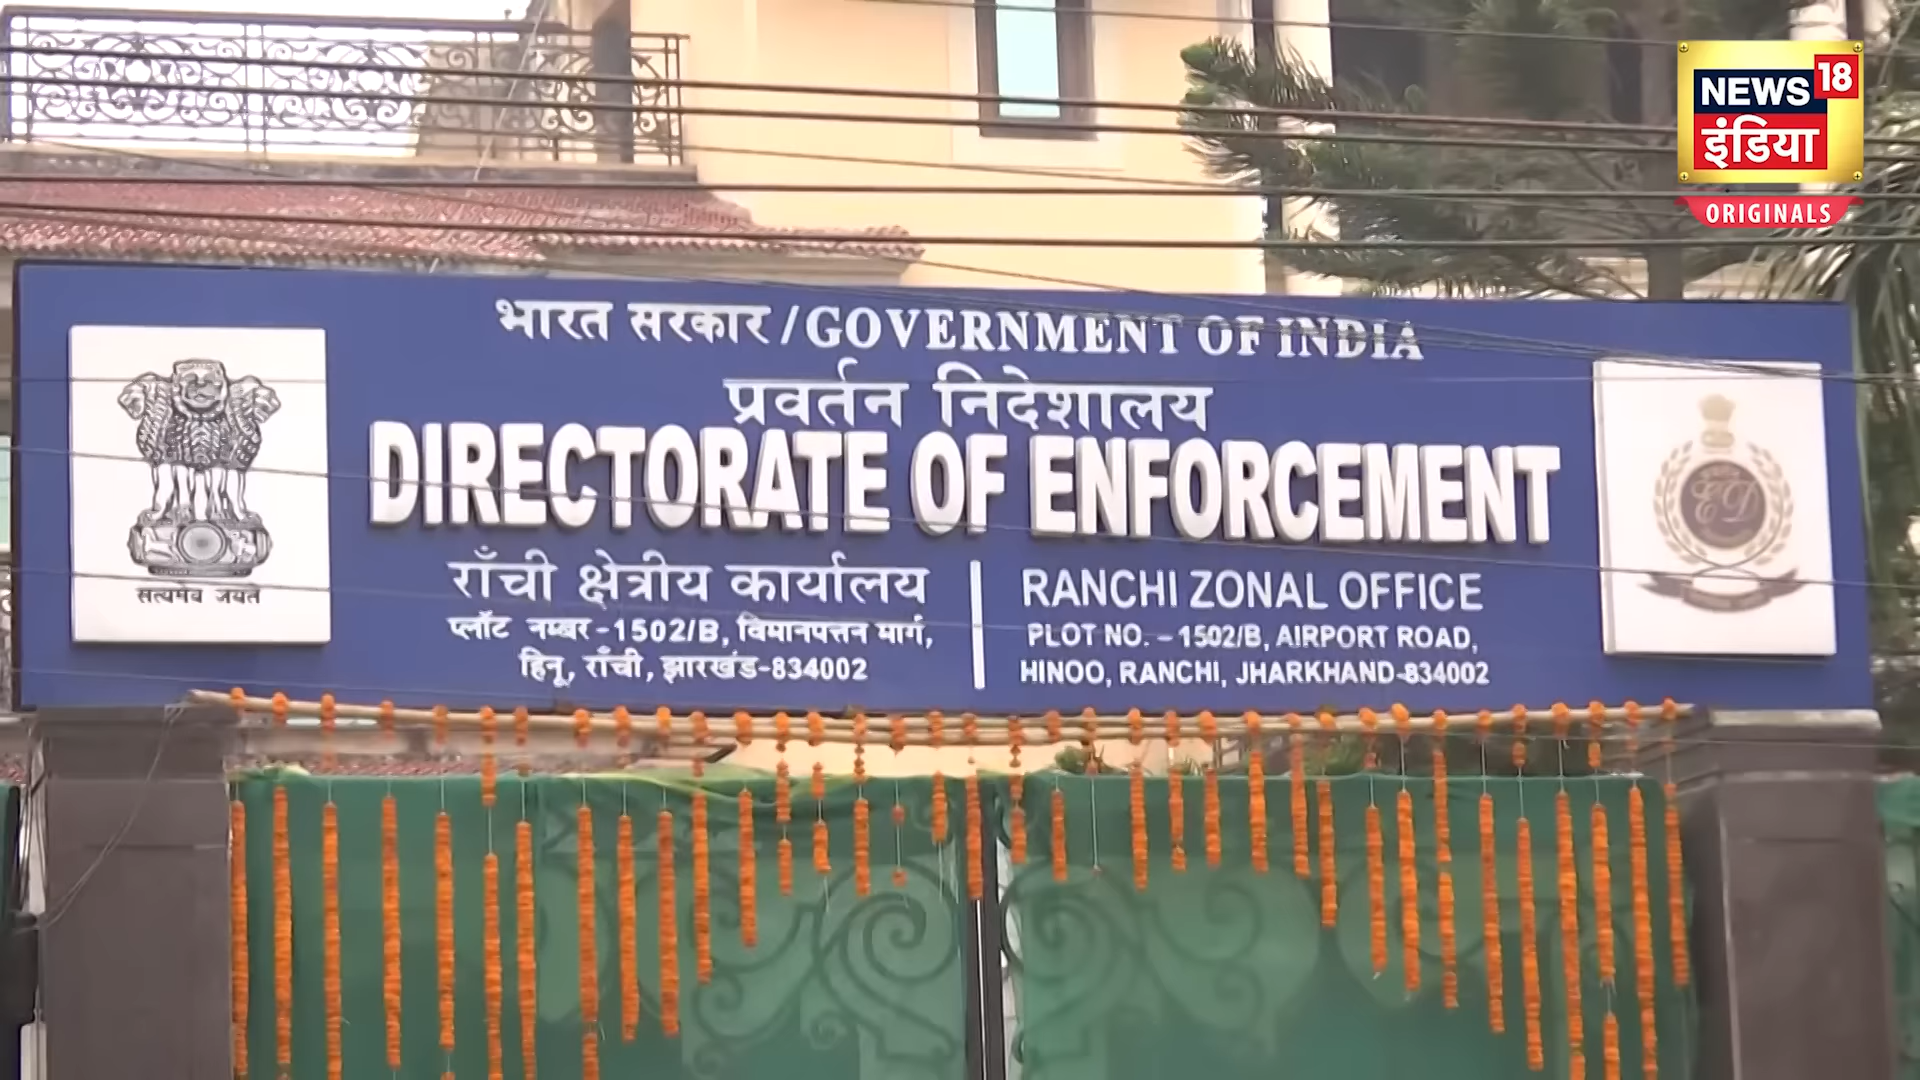 NEWS 18
इंडिया
ORIGINALS
भारत सरकार / GOVERNMENT OF INDIA
प्रवर्तन निदेशालय
DIRECTORATE OF ENFORCEMENT
सत्यमेव जयते
ED
राँची क्षेत्रीय कार्यालय
प्लॉट नम्बर-1502/B, विमानपत्तन मार्ग,
हिनू, राँची, झारखंड-834002
RANCHI ZONAL OFFICE
PLOT NO. – 1502/B, AIRPORT ROAD,
HINOO, RANCHI, JHARKHAND-834002